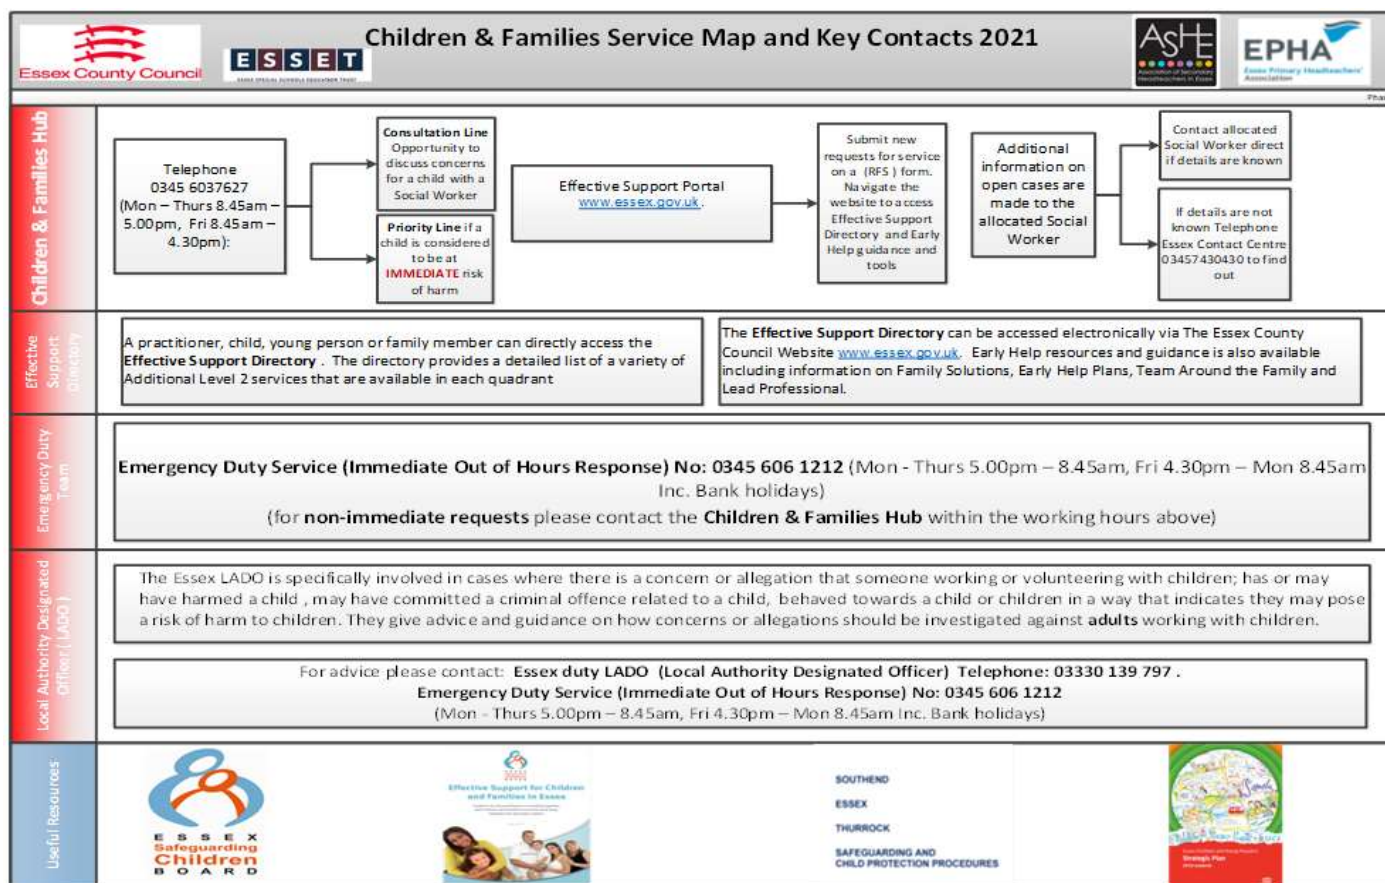 Children & Families Service Map and Key Contacts 2021
Essex County Council
ESSET
ASHE
Association of Secondary
Headteachers in Essex
EPHA
Essex Primary Headteachers'
Association
Children & Families Hub
Telephone
0345 6037627
(Mon – Thurs 8.45am –
5.00pm, Fri 8.45am –
4.30pm):
Consultation Line
Opportunity to
discuss concerns
for a child with a
Social Worker
Priority Line if a
child is considered
to be at
IMMEDIATE risk
of harm
Effective Support Portal
www.essex.gov.uk .
Submit new
requests for service
on a (RFS ) form.
Navigate the
website to access
Effective Support
Directory and Early
Help guidance and
tools
Additional
information on
open cases are
made to the
allocated Social
Worker
Contact allocated
Social Worker direct
if details are known
If details are not
known Telephone
Essex Contact Centre
03457430430 to find
out
Effective
Support
Directory
A practitioner, child, young person or family member can directly access the
Effective Support Directory . The directory provides a detailed list of a variety of
Additional Level 2 services that are available in each quadrant
The Effective Support Directory can be accessed electronically via The Essex County
Council Website www.essex.gov.uk. Early Help resources and guidance is also available
including information on Family Solutions, Early Help Plans, Team Around the Family and
Lead Professional.
Emergency Duty
Team
Emergency Duty Service (Immediate Out of Hours Response) No: 0345 606 1212 (Mon - Thurs 5.00pm – 8.45am, Fri 4.30pm – Mon 8.45am
Inc. Bank holidays)
(for non-immediate requests please contact the Children & Families Hub within the working hours above)
Local Authority Designated
Officer ( LADO )
The Essex LADO is specifically involved in cases where there is a concern or allegation that someone working or volunteering with children; has or may
have harmed a child , may have committed a criminal offence related to a child, behaved towards a child or children in a way that indicates they may pose
a risk of harm to children. They give advice and guidance on how concerns or allegations should be investigated against adults working with children.
For advice please contact: Essex duty LADO (Local Authority Designated Officer) Telephone: 03330 139 797 .
Emergency Duty Service (Immediate Out of Hours Response) No: 0345 606 1212
(Mon - Thurs 5.00pm – 8.45am, Fri 4.30pm – Mon 8.45am Inc. Bank holidays)
Useful Resources
ESSEX
Safeguarding
Children
BOARD
Effective Support for Children
and Families in Essex
SOUTHEND
ESSEX
THURROCK
SAFEGUARDING AND
CHILD PROTECTION PROCEDURES
Strategic Plan